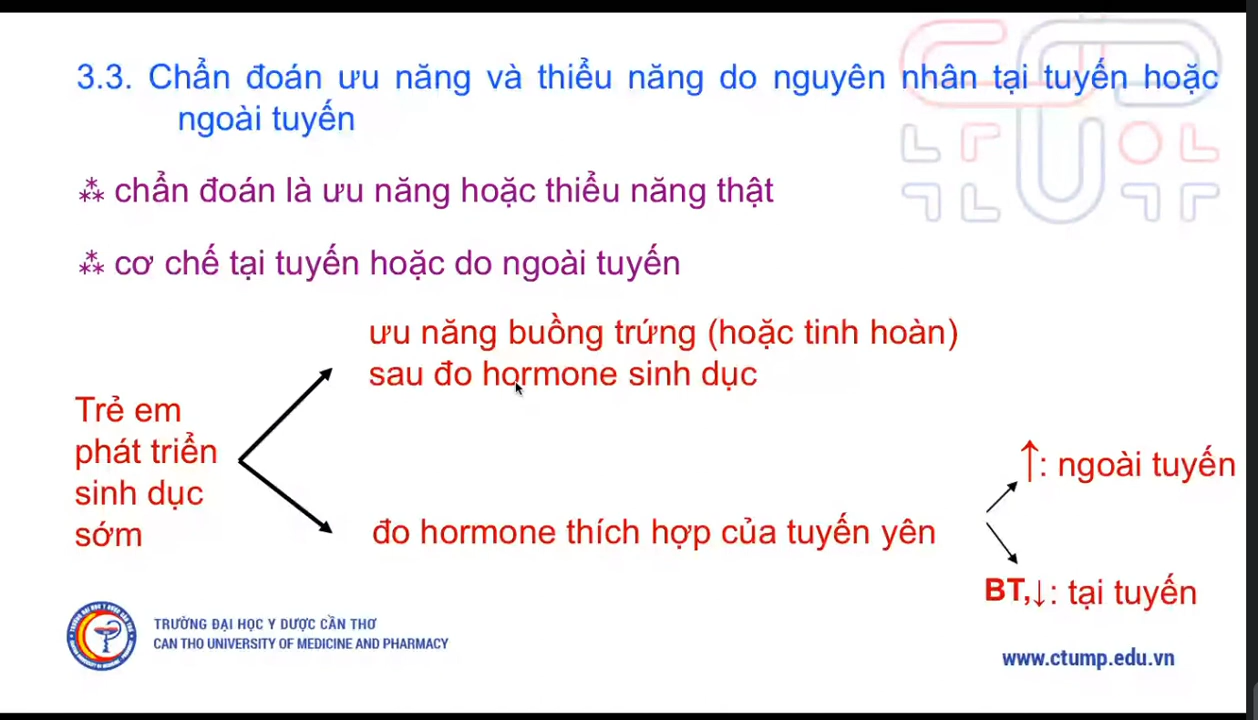 3.3. Chẩn đoán ưu năng và thiểu năng do nguyên nhân tại tuyến hoặc
ngoài tuyến
⁂ chẩn đoán là ưu năng hoặc thiểu năng thật
⁂ cơ chế tại tuyến hoặc do ngoài tuyến
ưu năng buồng trứng (hoặc tinh hoàn)
sau đo hormone sinh dục
Trẻ em
phát triển
sinh dục
sớm
↑: ngoài tuyến
đo hormone thích hợp của tuyến yên
BT,↓: tại tuyến
TRƯỜNG ĐẠI HỌC Y DƯỢC CẦN THƠ
CAN THO UNIVERSITY OF MEDICINE AND PHARMACY
www.ctump.edu.vn